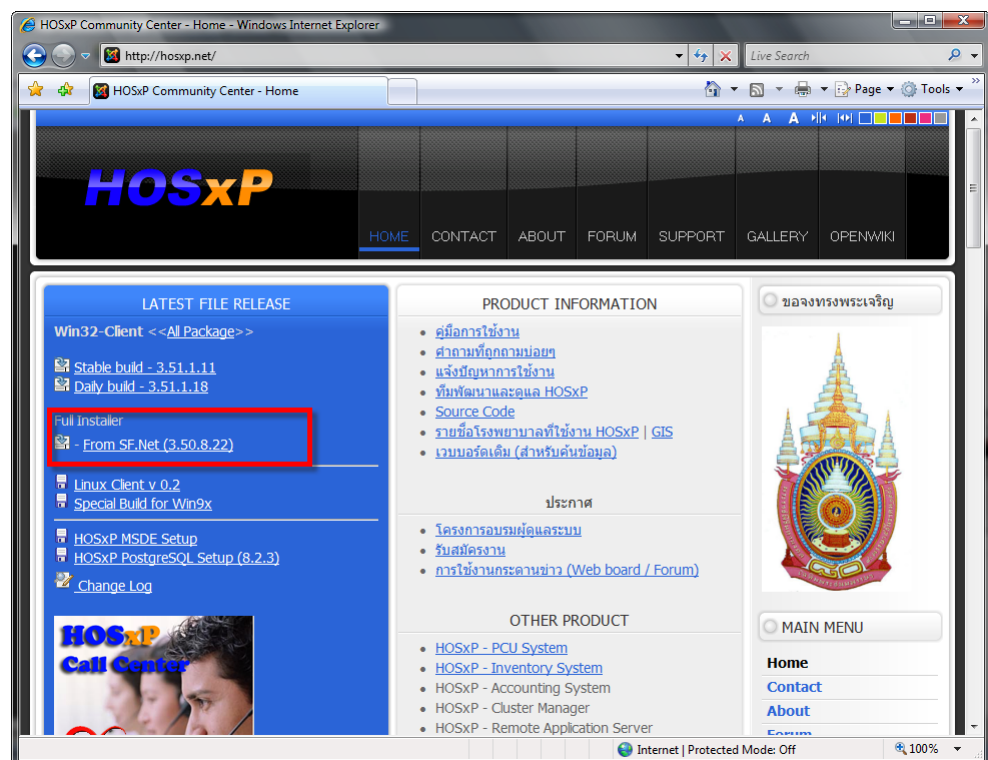 HOSxP Community Center - Home - Windows Internet Explorer
http://hosxp.net/
Live Search
HOSxP Community Center - Home
Page
Tools
A A A
HOSxP
HOME CONTACT ABOUT FORUM SUPPORT GALLERY OPENWIKI
LATEST FILE RELEASE
Win32-Client <<All Package>>
Stable build - 3.51.1.11
Daily build - 3.51.1.18
Full Installer
- From SF.Net (3.50.8.22)
Linux Client v 0.2
Special Build for Win9x
HOSxP MSDE Setup
HOSxP PostgreSQL Setup (8.2.3)
Change Log
HOSxP
Call Center
PRODUCT INFORMATION
คู่มือการใช้งาน
คำถามที่ถูกถามบ่อยๆ
แจ้งปัญหาการใช้งาน
ทีมพัฒนาและดูแล HOSxP
Source Code
รายชื่อโรงพยาบาลที่ใช้งาน HOSxP | GIS
เวบบอร์ดเดิม (สำหรับค้นข้อมูล)
ประกาศ
โครงการอบรมผู้ดูแลระบบ
รับสมัครงาน
การใช้งานกระดานข่าว (Web board / Forum)
OTHER PRODUCT
HOSxP - PCU System
HOSxP - Inventory System
HOSxP - Accounting System
HOSxP - Cluster Manager
HOSxP - Remote Application Server
ขอจงทรงพระเจริญ
MAIN MENU
Home
Contact
About
Forum
Internet | Protected Mode: Off
100%